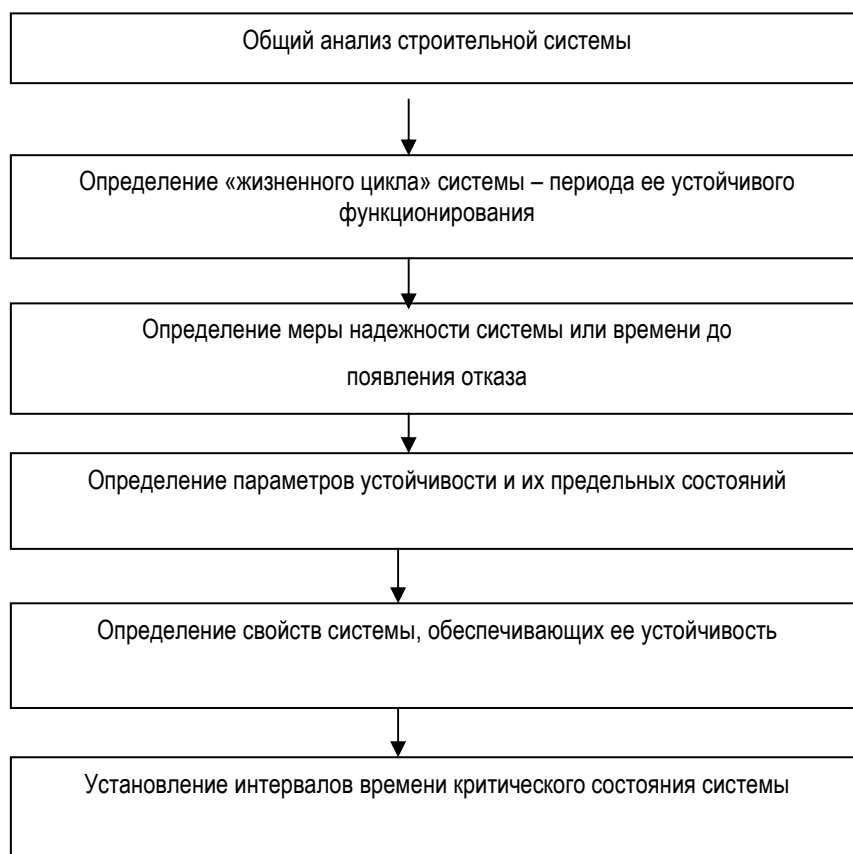 Общий анализ строительной системы
Определение «жизненного цикла» системы – периода ее устойчивого
функционирования
Определение меры надежности системы или времени до
появления отказа
Определение параметров устойчивости и их предельных состояний
Определение свойств системы, обеспечивающих ее устойчивость
Установление интервалов времени критического состояния системы